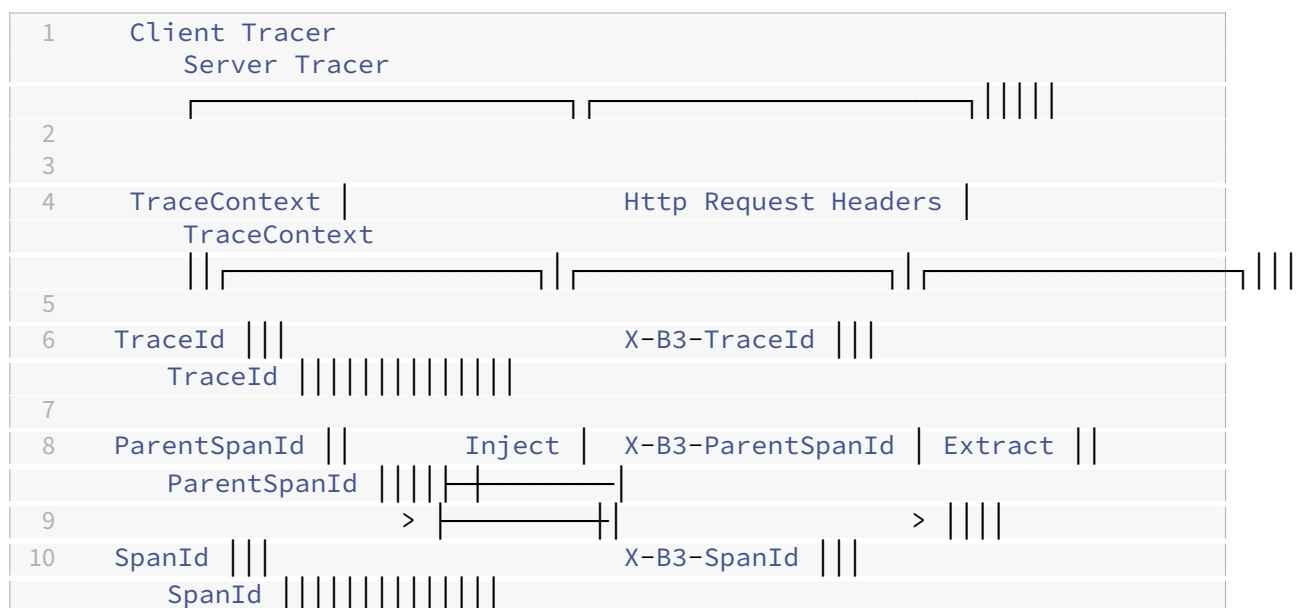 1 Client Tracer
Server Tracer
┌───────────────────────┐┌───────────────────────┐│││││
2
3
4 TraceContext │ Http Request Headers │
TraceContext
││┌───────────────────┐│┌───────────────────┐│┌───────────────────┐│││
5
6 TraceId │││ X-B3-TraceId │││
TraceId ││││││││││││││
7
8 ParentSpanId ││ Inject │ X-B3-ParentSpanId │ Extract ││
ParentSpanId ││││├─┼────────┤
9 > ├─────────┼│ > ││││
10 SpanId │││ X-B3-SpanId │││
SpanId ││││││││││││││